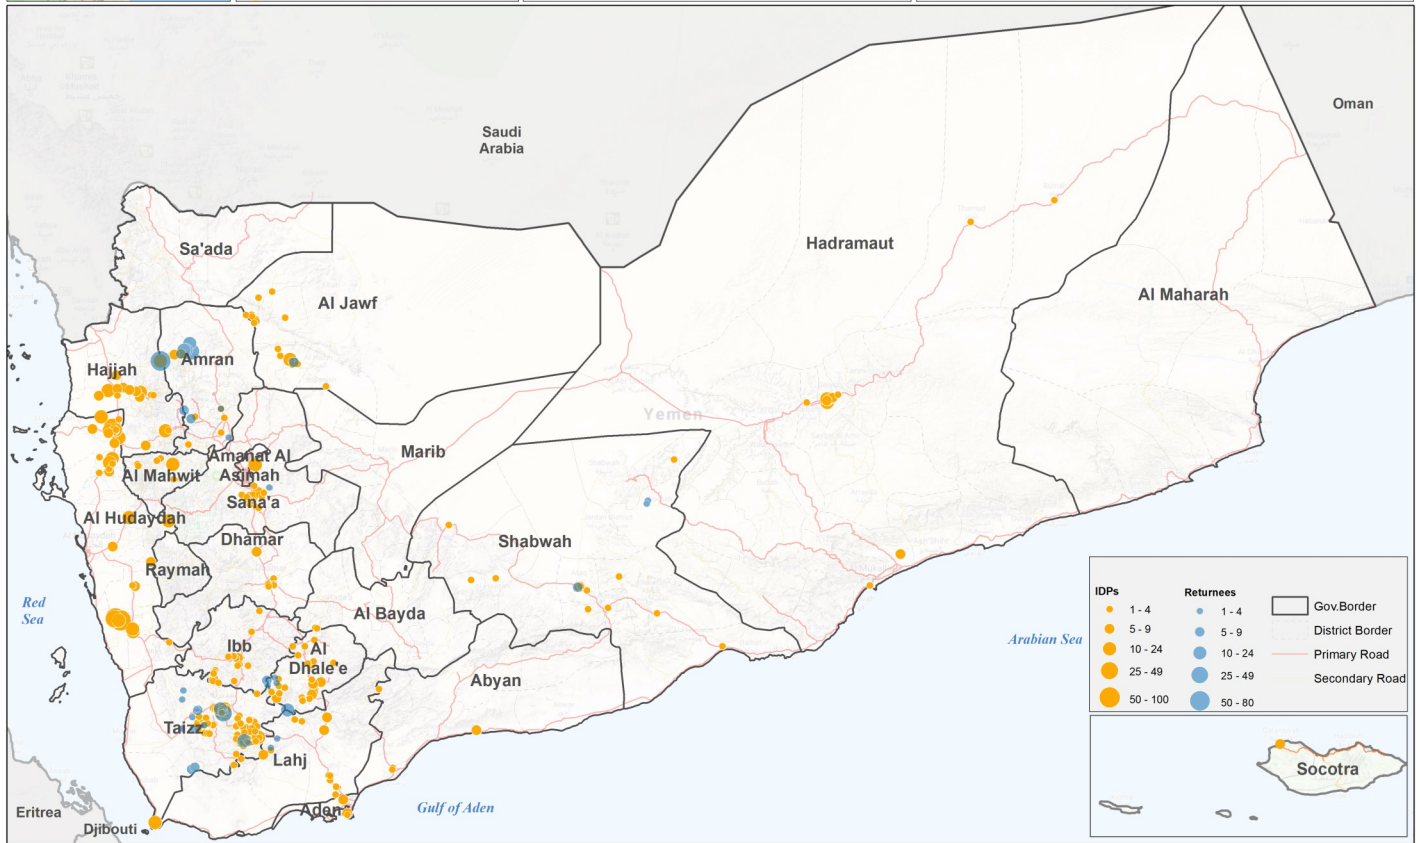 Oman
Saudi
Arabia
Sa'ada
Hadramaut
Al Jawf
Al Maharah
Amran
Hajjah
Yemen
Marib
Amanat Al
Asimah
Al Mahwit
Sana'a
Al Hudaydah
Dhamar
Shabwah
Raymah
Red
Sea
Al Bayda
Arabian Sea
Ibb
Al
Dhale'e
Abyan
Taizz
Lahj
Gulf of Aden
Aden
Eritrea
Djibouti
IDPs
1 - 4
5 - 9
10 - 24
25 - 49
50 - 100
Returnees
1 - 4
5 - 9
10 - 24
25 - 49
50 - 80
Gov.Border
District Border
Primary Road
Secondary Road
Socotra